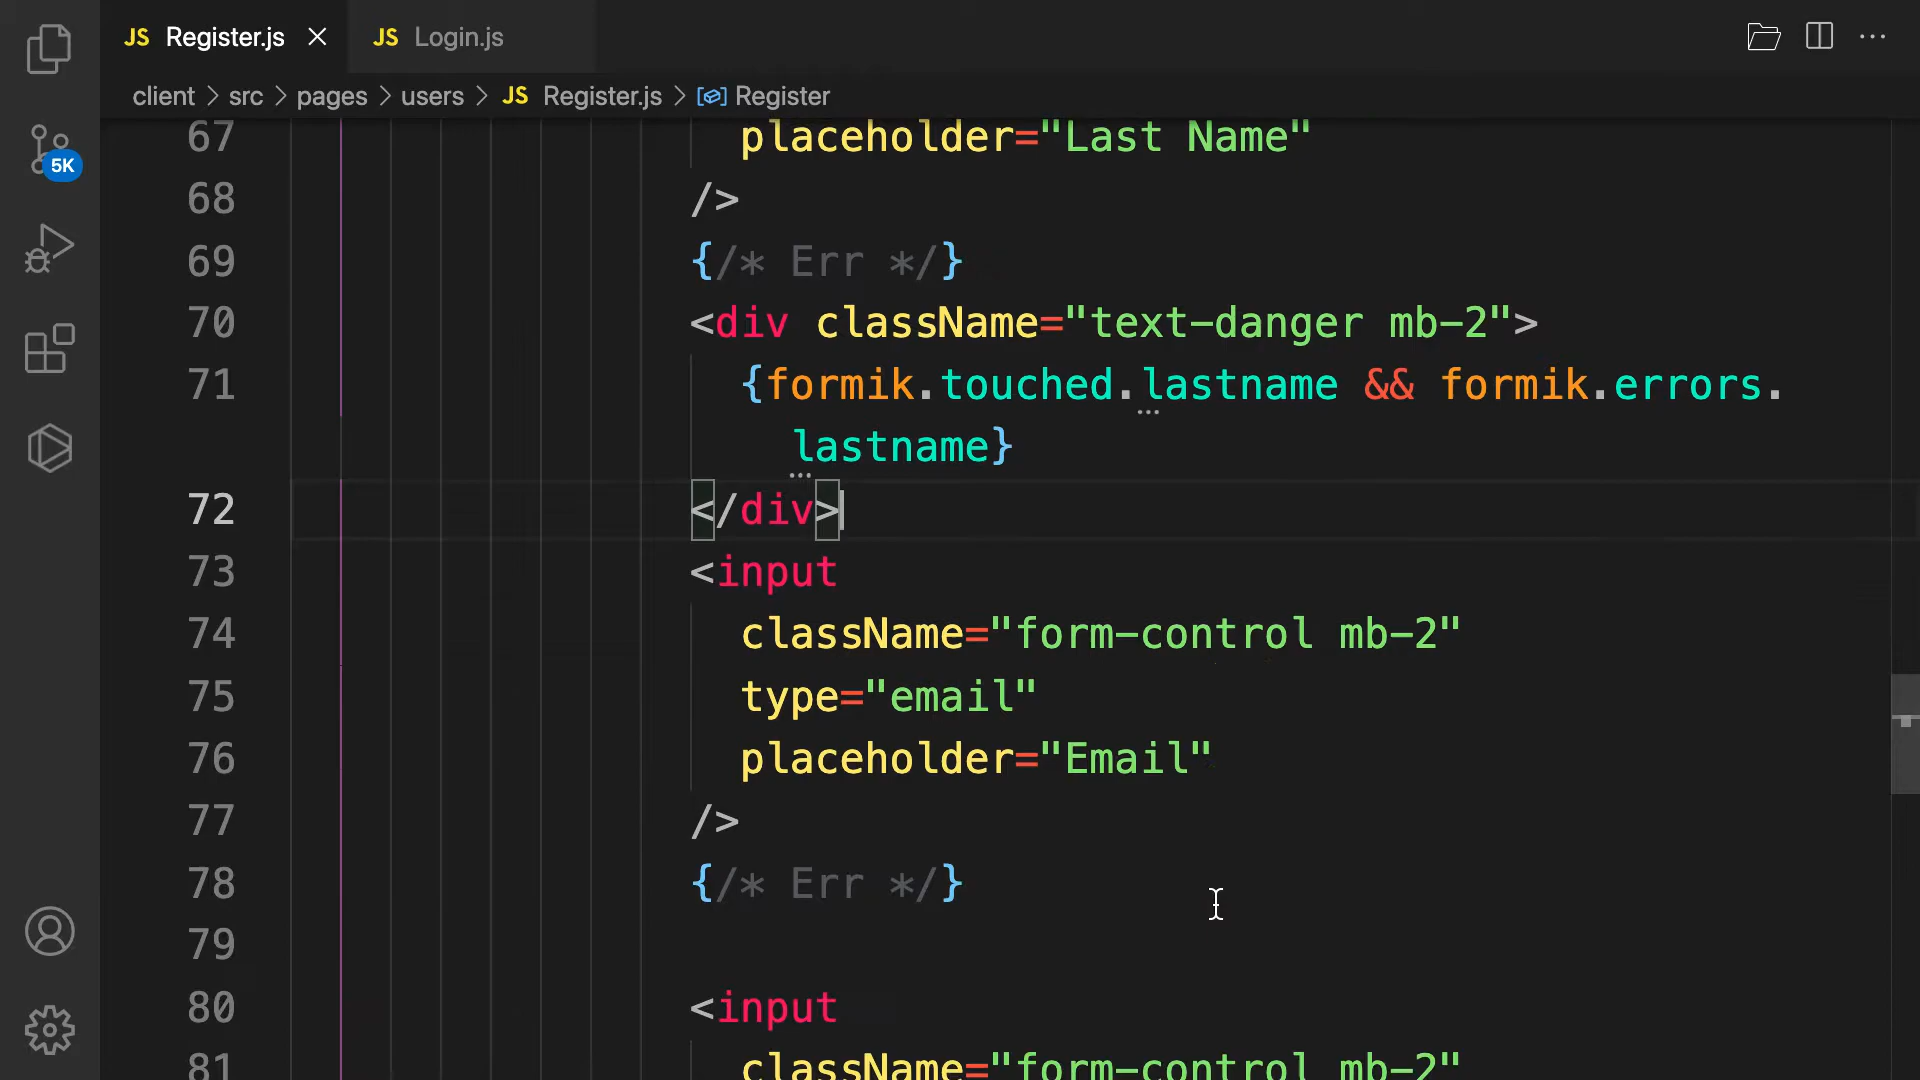 JS Register.js × JS Login.js
client > src > pages > users > JS Register.js > Register
67 placeholder="Last Name"
68 />
69 {/* Err */}
70 <div className="text-danger mb-2">
71 {formik.touched.lastname && formik.errors.
lastname}
72 </div>
73 <input
74 className="form-control mb-2"
75 type="email"
76 placeholder="Email"
77 />
78 {/* Err */}
79
80 <input
81 className="form-control mb-2"
5K